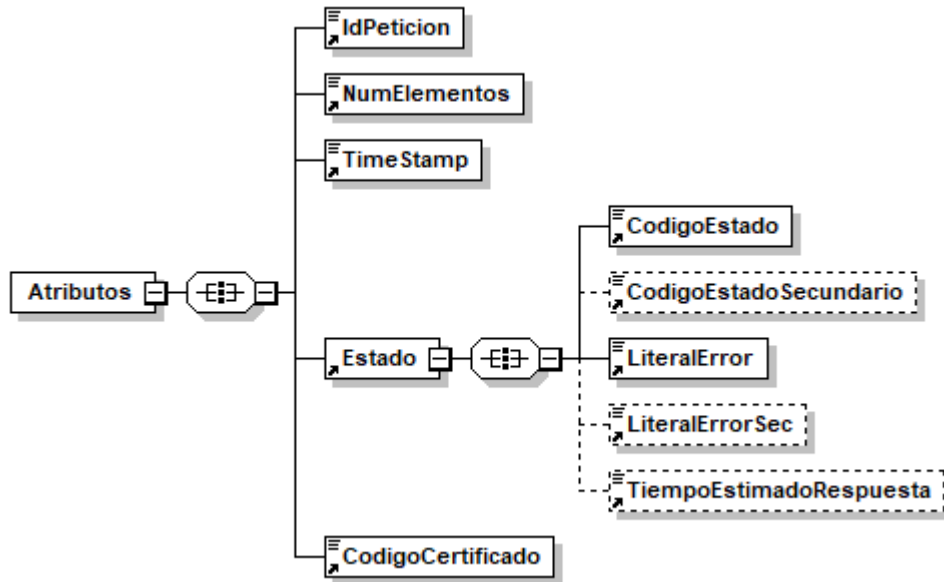 IdPeticion
NumElementos
TimeStamp
CodigoEstado
CodigoEstadoSecundario
Atributos
Estado
LiteralError
LiteralErrorSec
TiempoEstimadoRespuesta
CodigoCertificado